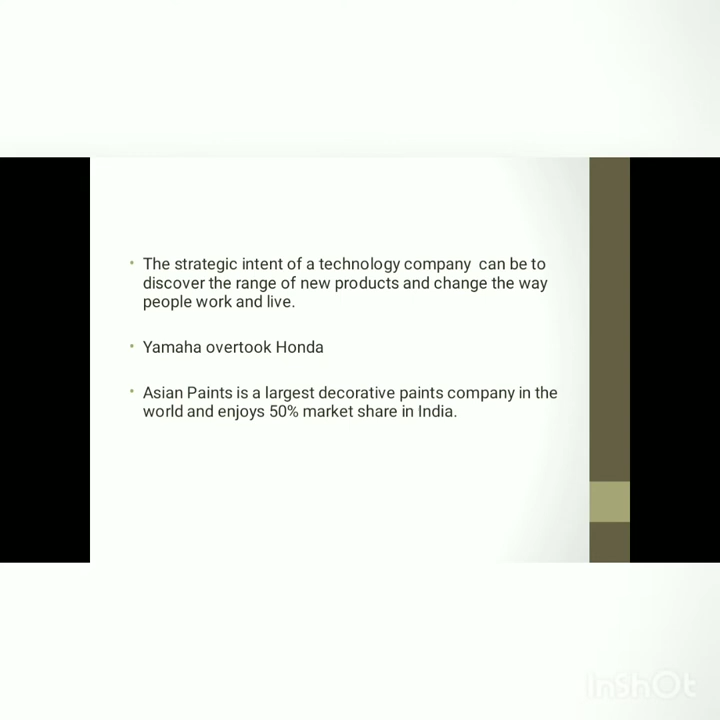 • The strategic intent of a technology company can be to
discover the range of new products and change the way
people work and live.
• Yamaha overtook Honda
• Asian Paints is a largest decorative paints company in the
world and enjoys 50% market share in India.
InShOt